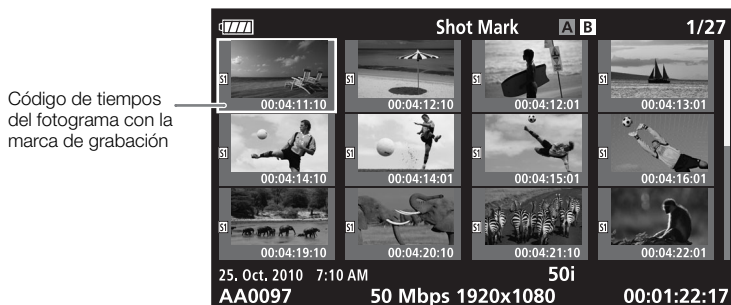 Shot Mark A B 1/27
Código de tiempos
del fotograma con la
marca de grabación
S1 S1 S1 S1
00:04:11:10 00:04:12:10 00:04:12:01 00:04:13:01
S1 S1 S1 S1
00:04:14:10 00:04:14:01 00:04:15:01 00:04:16:01
S1 S1 S1 S1
00:04:19:10 00:04:20:10 00:04:21:10 00:04:22:01
25. Oct. 2010 7:10 AM 50i
AA0097 50 Mbps 1920x1080 00:01:22:17